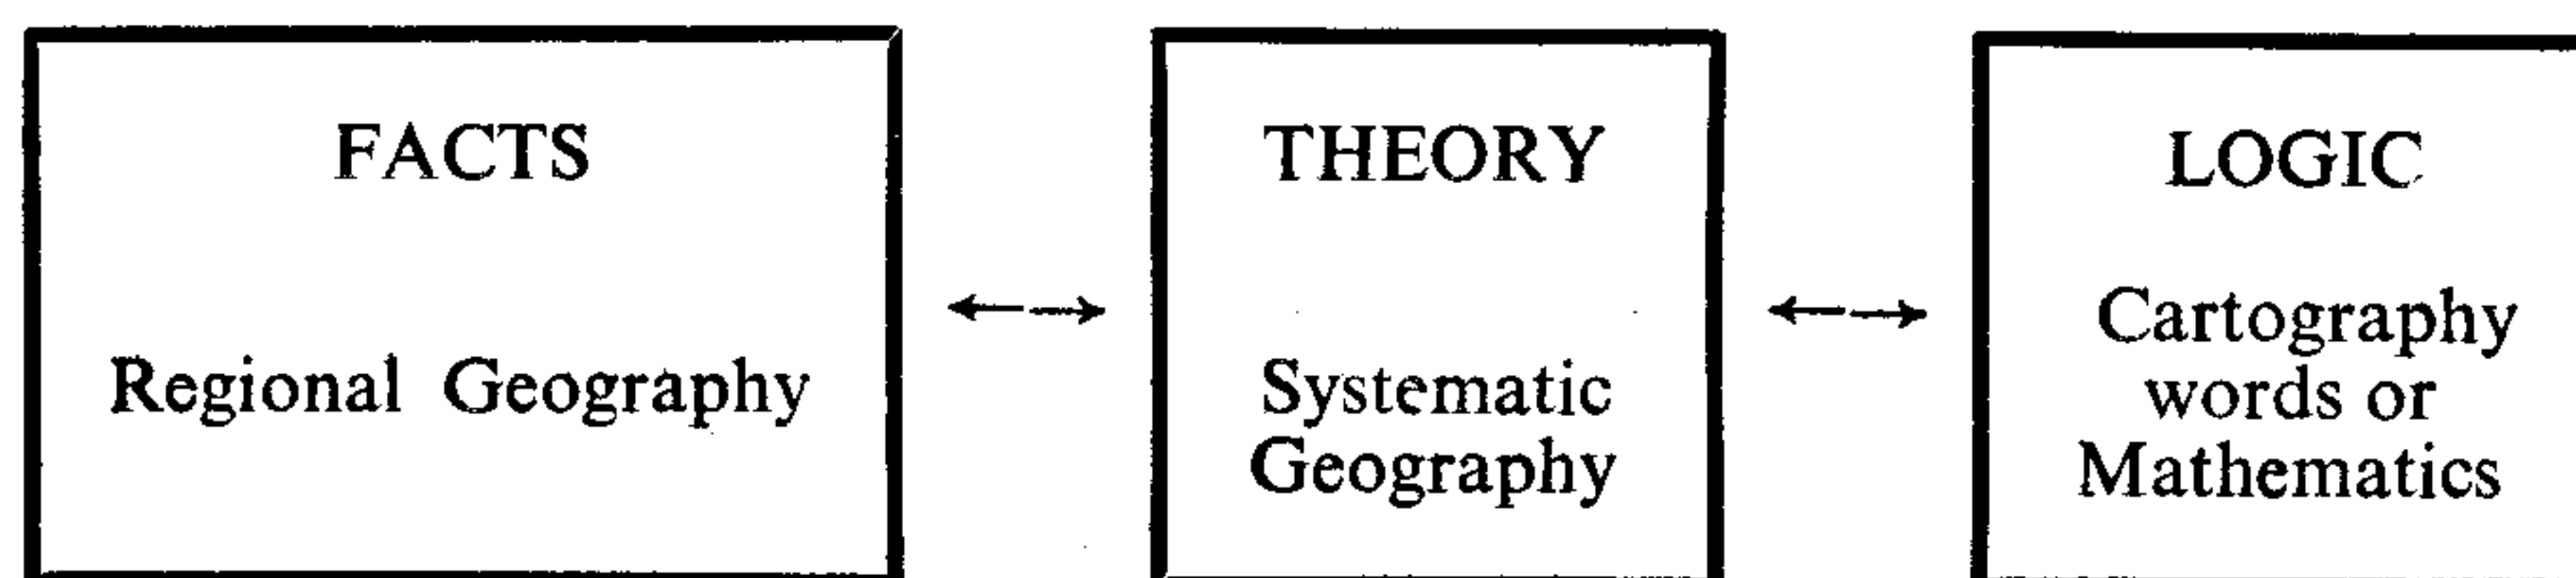 FACTS
Regional Geography
THEORY
Systematic
Geography
LOGIC
Cartography
words or
Mathematics